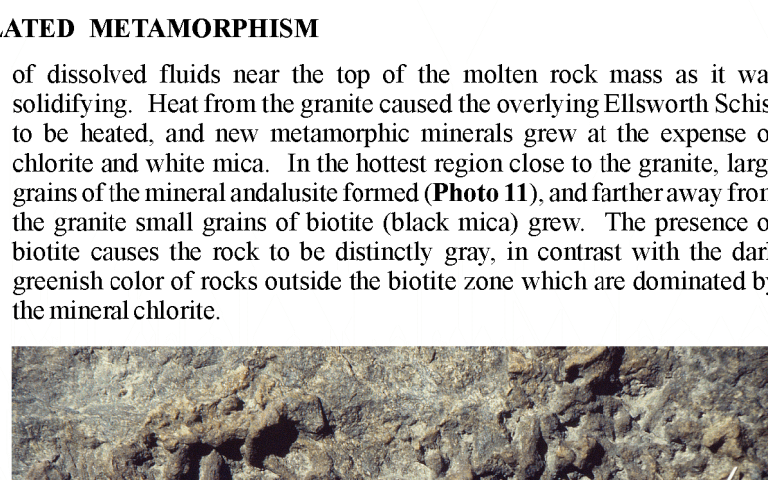 LATED METAMORPHISM
of dissolved fluids near the top of the molten rock mass as it wa
solidifying. Heat from the granite caused the overlying Ellsworth Schis
to be heated, and new metamorphic minerals grew at the expense o
chlorite and white mica. In the hottest region close to the granite, larg
grains of the mineral andalusite formed (Photo 11), and farther away from
the granite small grains of biotite (black mica) grew. The presence o
biotite causes the rock to be distinctly gray, in contrast with the dar
greenish color of rocks outside the biotite zone which are dominated by
the mineral chlorite.